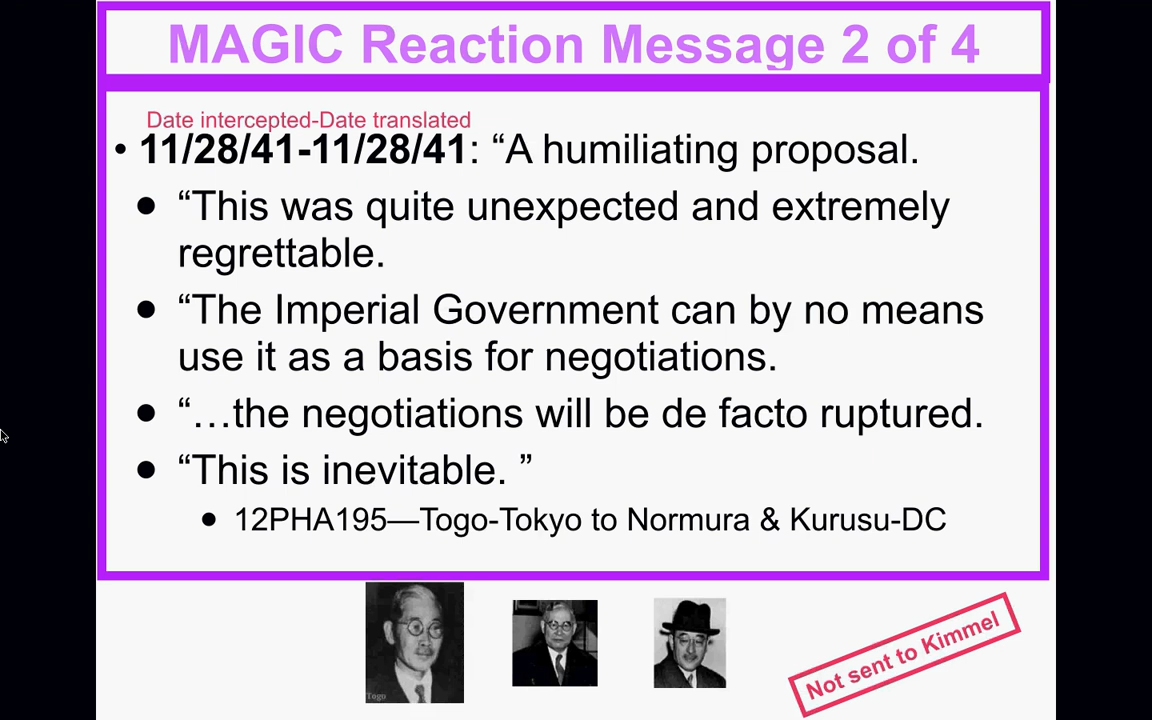 MAGIC Reaction Message 2 of 4
Date intercepted-Date translated
• 11/28/41-11/28/41: “A humiliating proposal.
● “This was quite unexpected and extremely
regrettable.
● “The Imperial Government can by no means
use it as a basis for negotiations.
● “…the negotiations will be de facto ruptured.
● “This is inevitable. ”
● 12PHA195—Togo-Tokyo to Normura & Kurusu-DC
Togo
Not sent to Kimmel